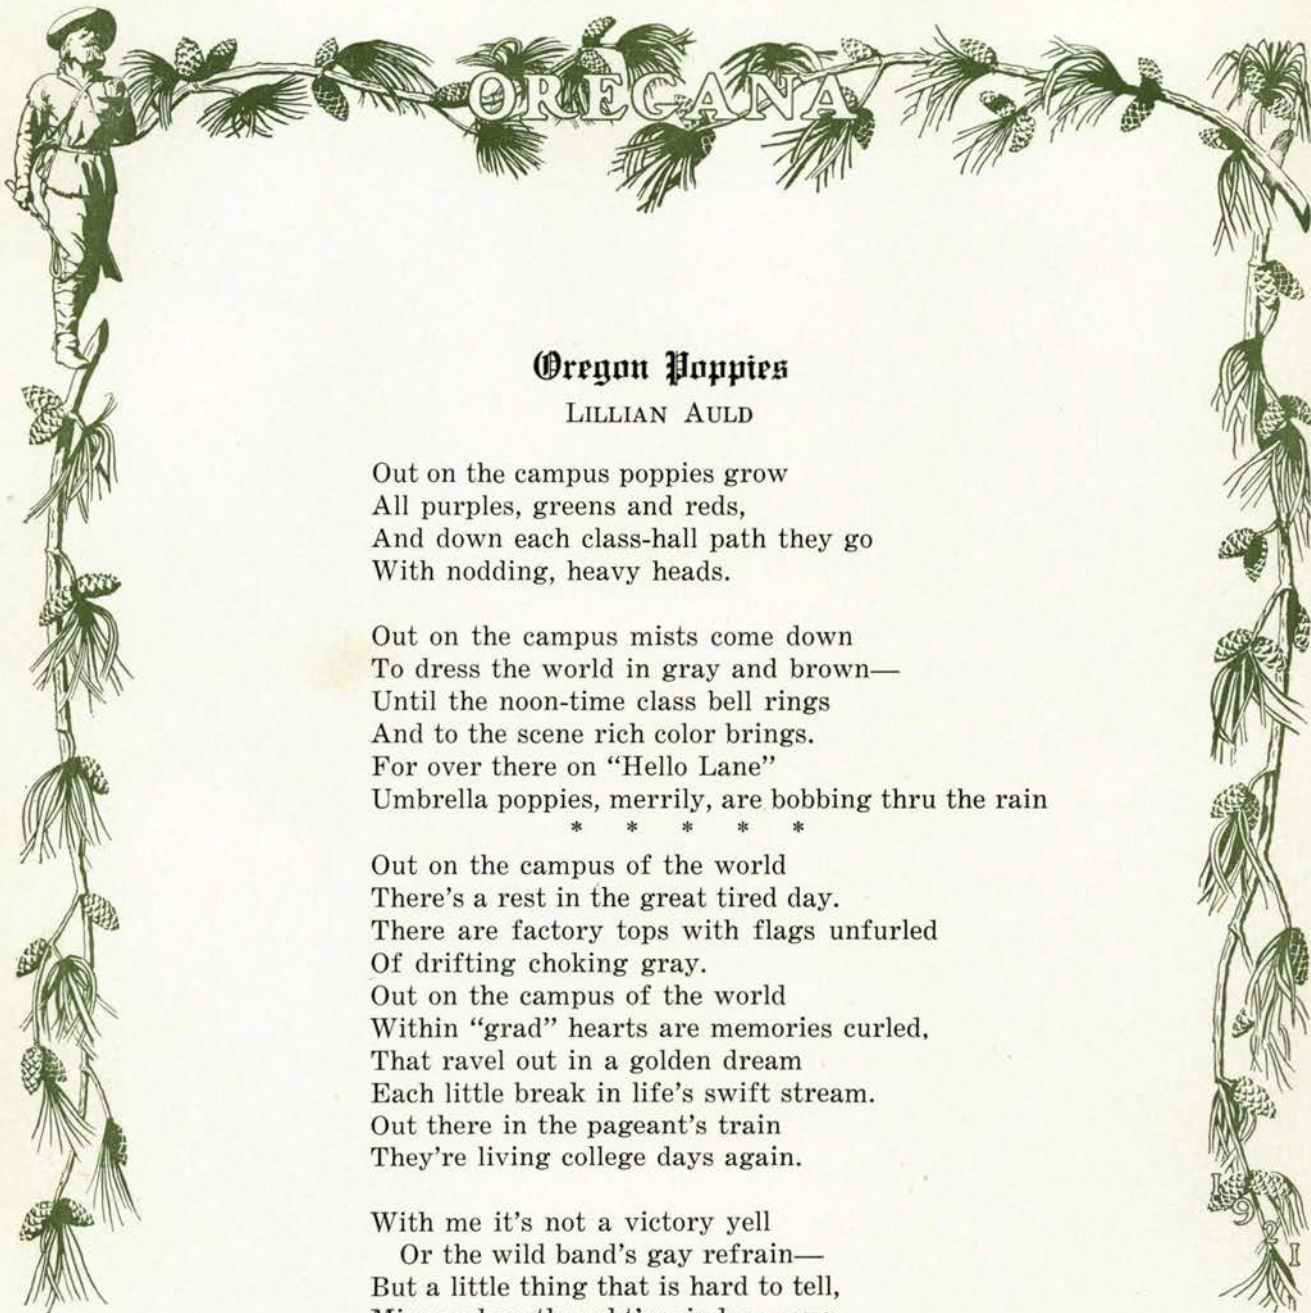 OREGANA
Oregon Poppies
LILLIAN AULD
Out on the campus poppies grow
All purples, greens and reds,
And down each class-hall path they go
With nodding, heavy heads.
Out on the campus mists come down
To dress the world in gray and brown—
Until the noon-time class bell rings
And to the scene rich color brings.
For over there on “Hello Lane”
Umbrella poppies, merrily, are bobbing thru the rain
* * * * *
Out on the campus of the world
There's a rest in the great tired day.
There are factory tops with flags unfurled
Of drifting choking gray.
Out on the campus of the world
Within “grad” hearts are memories curled,
That ravel out in a golden dream
Each little break in life's swift stream.
Out there in the pageant's train
They're living college days again.
With me it's not a victory yell
Or the wild band's gay refrain—
But a little thing that is hard to tell,
1921